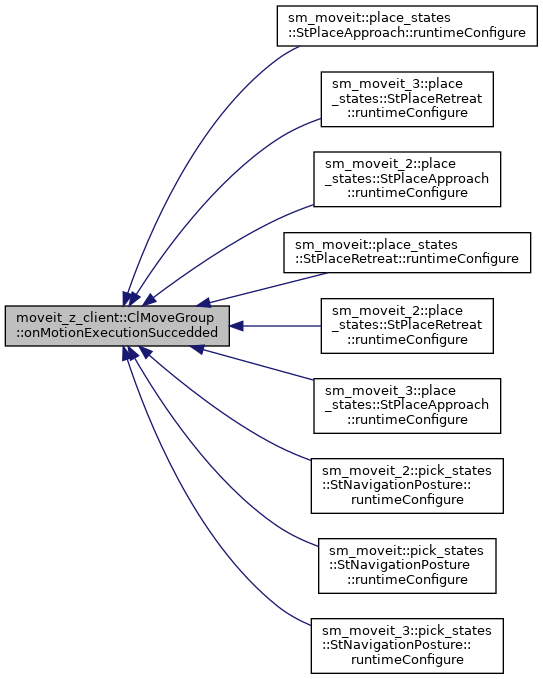 sm_moveit::place_states
::StPlaceApproach::runtimeConfigure
sm_moveit_3::place
_states::StPlaceRetreat
::runtimeConfigure
sm_moveit_2::place
_states::StPlaceApproach
::runtimeConfigure
sm_moveit::place_states
::StPlaceRetreat::runtimeConfigure
moveit_z_client::ClMoveGroup
::onMotionExecutionSuccedded
sm_moveit_2::place
_states::StPlaceRetreat
::runtimeConfigure
sm_moveit_3::place
_states::StPlaceApproach
::runtimeConfigure
sm_moveit_2::pick_states
::StNavigationPosture::
runtimeConfigure
sm_moveit::pick_states
::StNavigationPosture
::runtimeConfigure
sm_moveit_3::pick_states
::StNavigationPosture::
runtimeConfigure